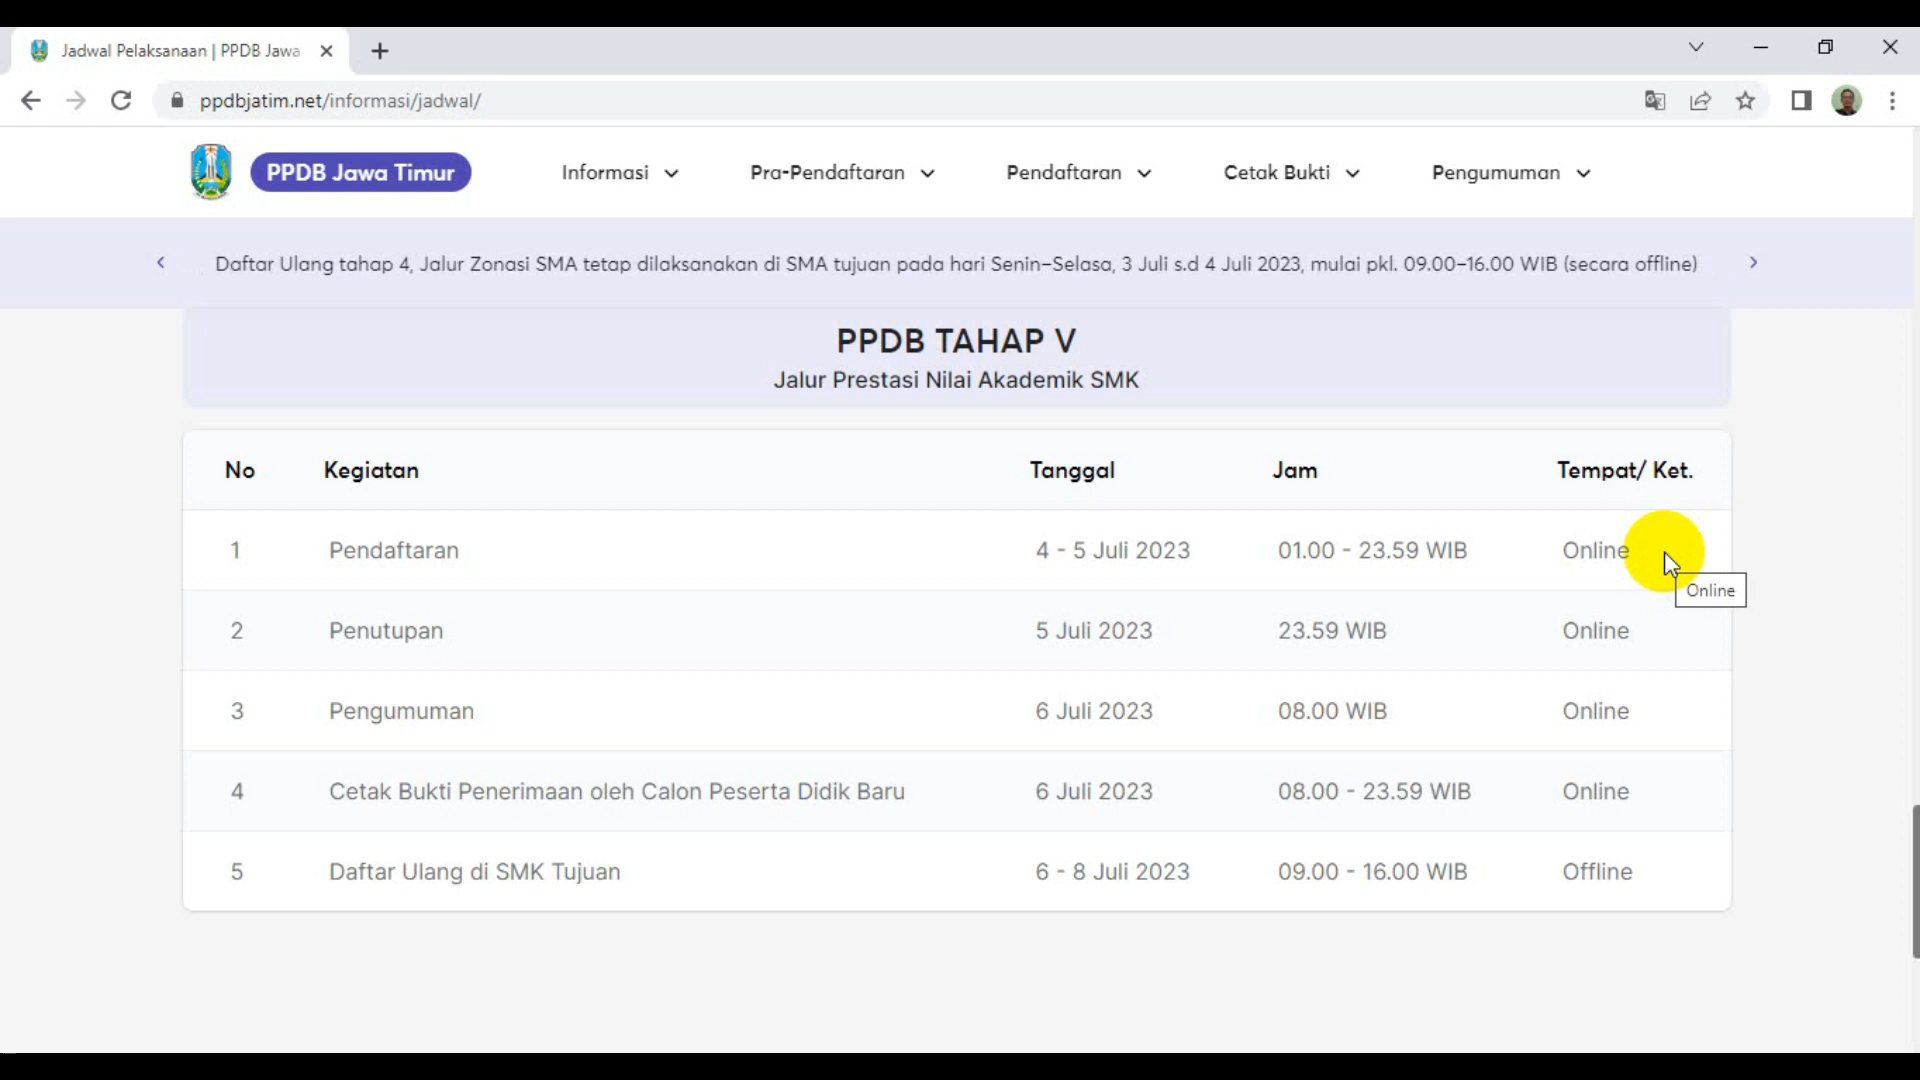 Jadwal Pelaksanaan | PPDB Jawa
ppdbjatim.net/informasi/jadwal/
PPDB Jawa Timur Informasi Pra-Pendaftaran Pendaftaran Cetak Bukti Pengumuman
Daftar Ulang tahap 4, Jalur Zonasi SMA tetap dilaksanakan di SMA tujuan pada hari Senin-Selasa, 3 Juli s.d 4 Juli 2023, mulai pkl. 09.00-16.00 WIB (secara offline)
PPDB TAHAP V
Jalur Prestasi Nilai Akademik SMK
No Kegiatan Tanggal Jam Tempat/ Ket.
1 Pendaftaran 4 - 5 Juli 2023 01.00 - 23.59 WIB Online
Online
2 Penutupan 5 Juli 2023 23.59 WIB Online
3 Pengumuman 6 Juli 2023 08.00 WIB Online
4 Cetak Bukti Penerimaan oleh Calon Peserta Didik Baru 6 Juli 2023 08.00 - 23.59 WIB Online
5 Daftar Ulang di SMK Tujuan 6 - 8 Juli 2023 09.00 - 16.00 WIB Offline